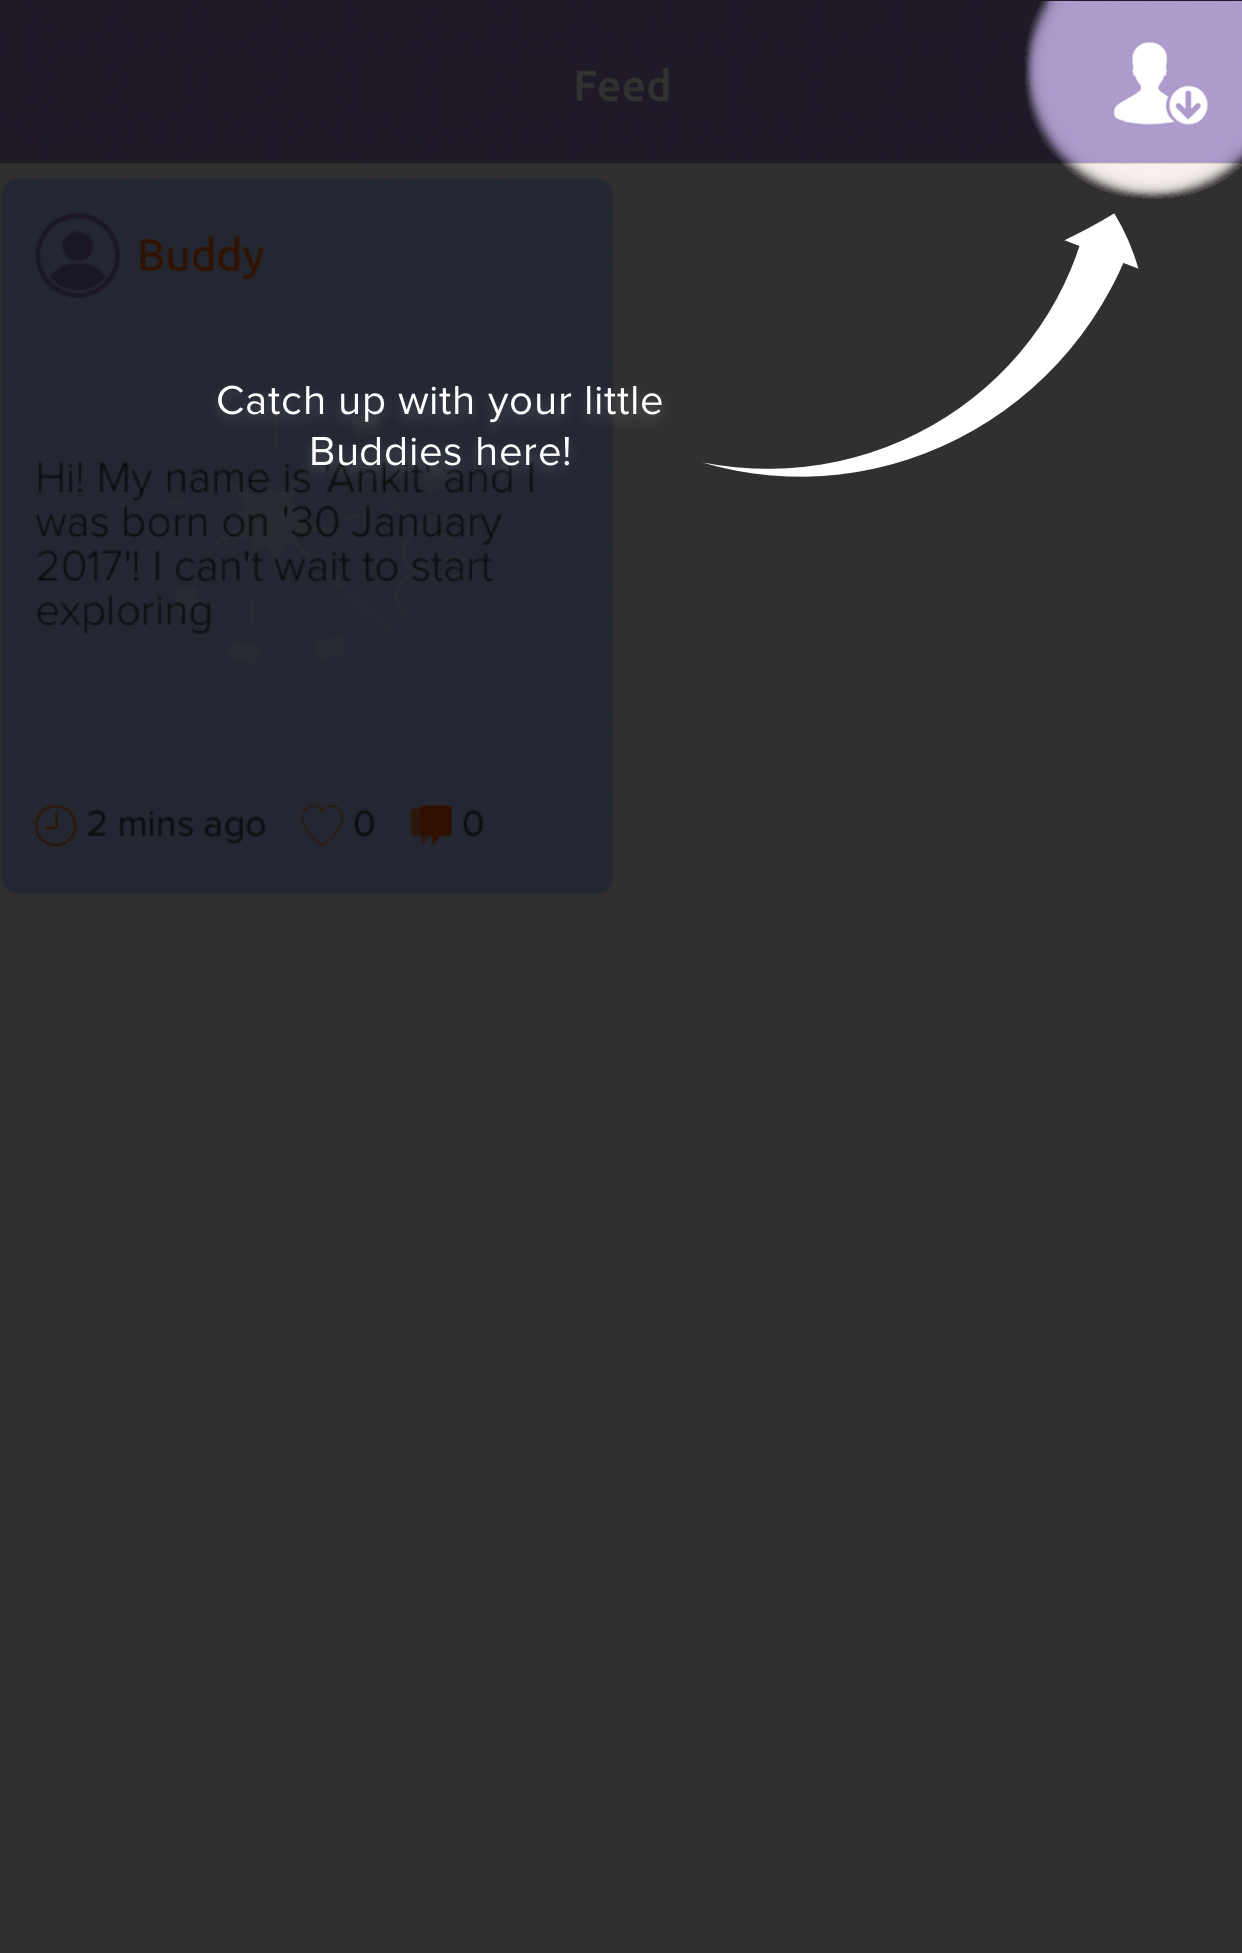 Feed
Buddy
Catch up with your little
Buddies here!
Hi! My name is 'Ankit' and I
was born on '30 January
2017'! I can't wait to start
exploring
2 mins ago 0 0